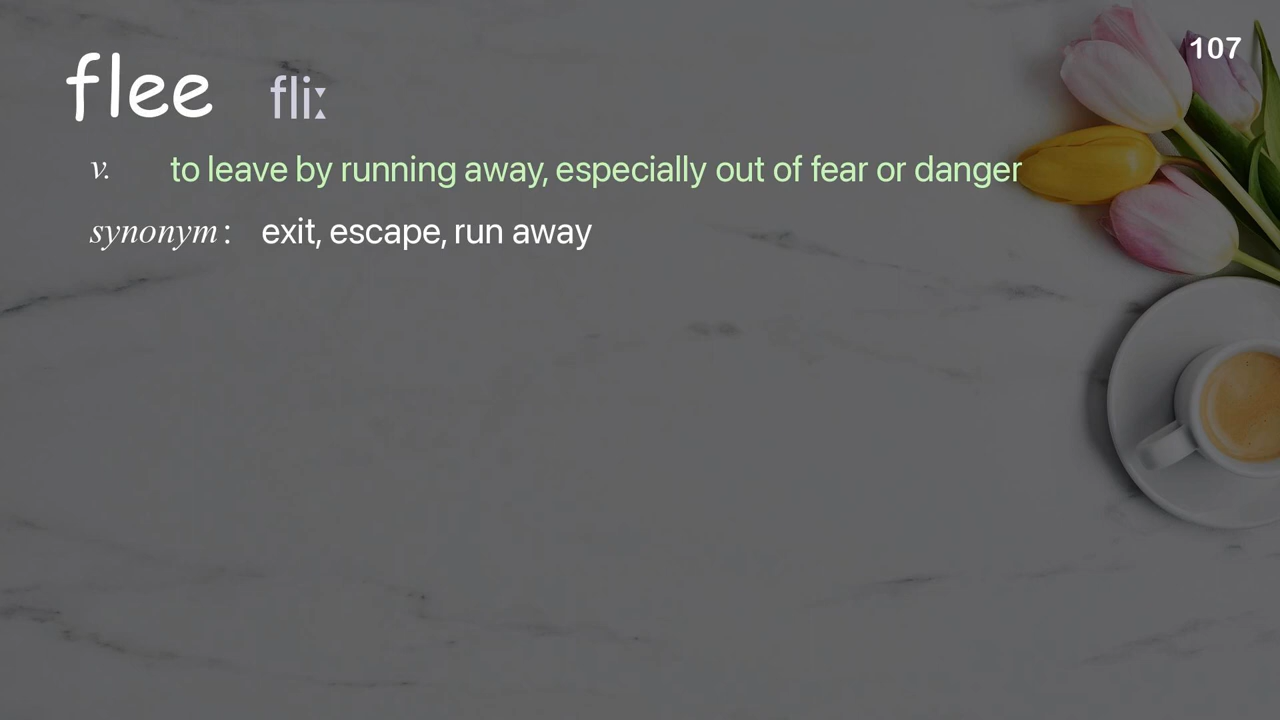 107
flee fliː
v. to leave by running away, especially out of fear or danger
synonym : exit, escape, run away